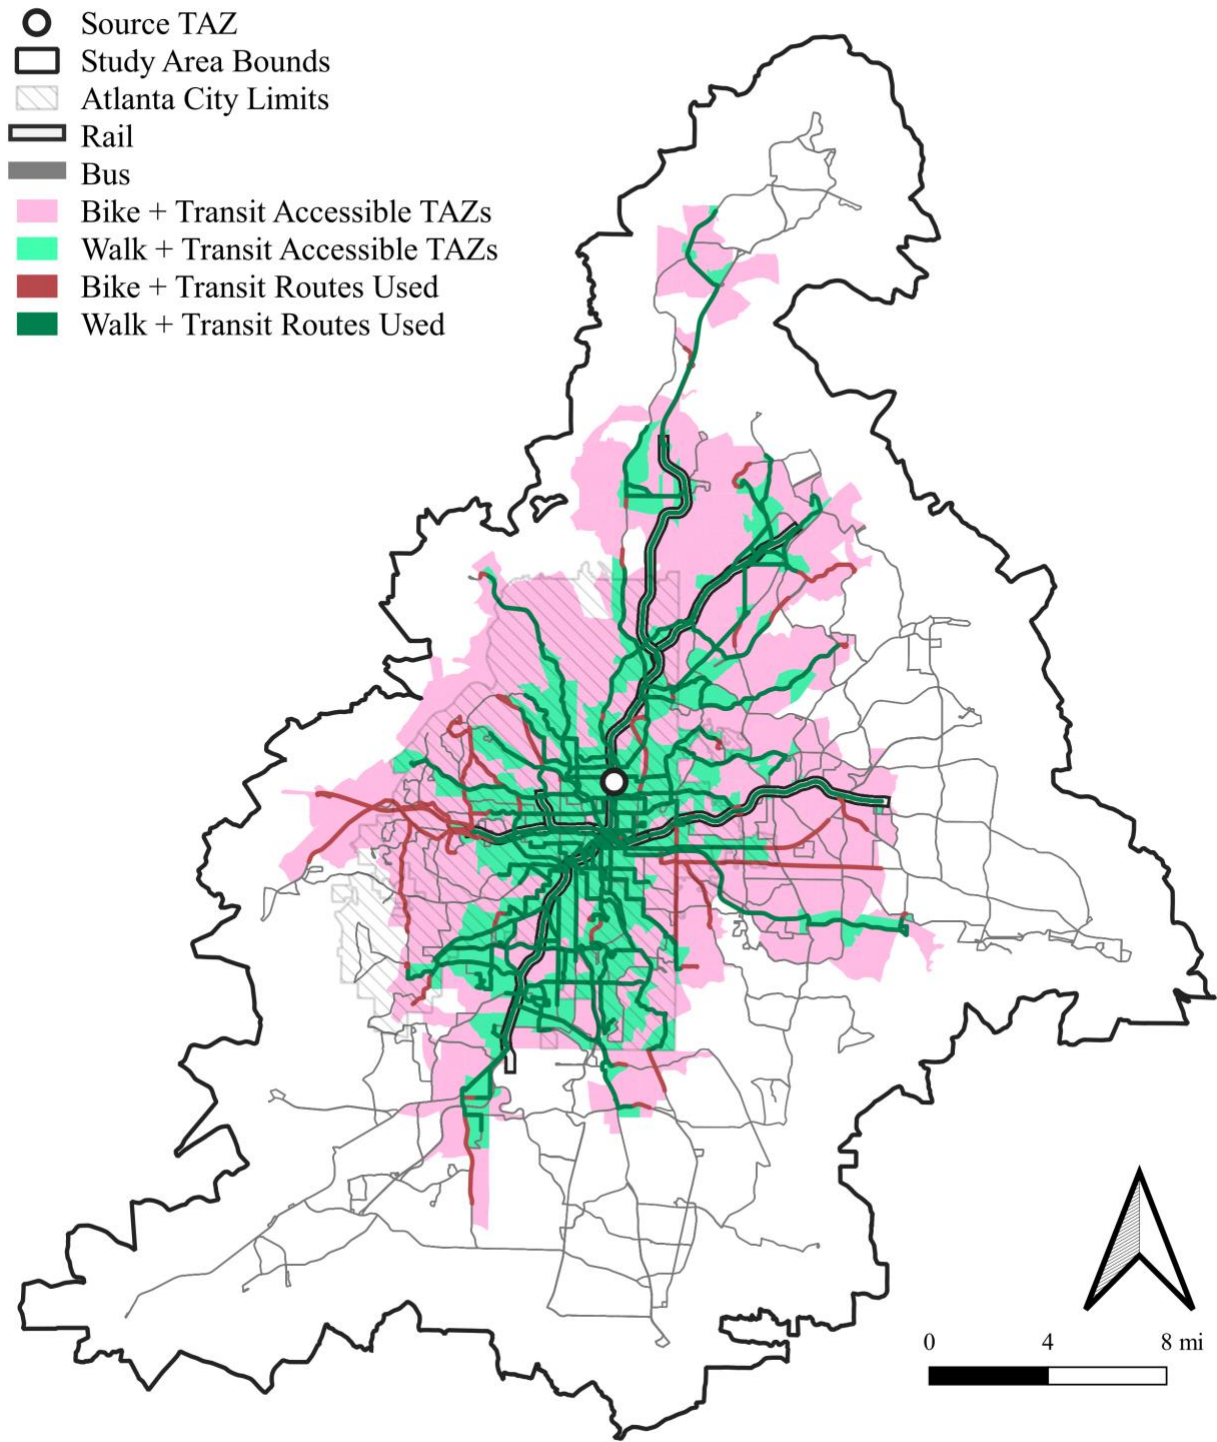 Source TAZ
Study Area Bounds
Atlanta City Limits
Rail
Bus
Bike + Transit Accessible TAZs
Walk + Transit Accessible TAZs
Bike + Transit Routes Used
Walk + Transit Routes Used
0 4 8 mi